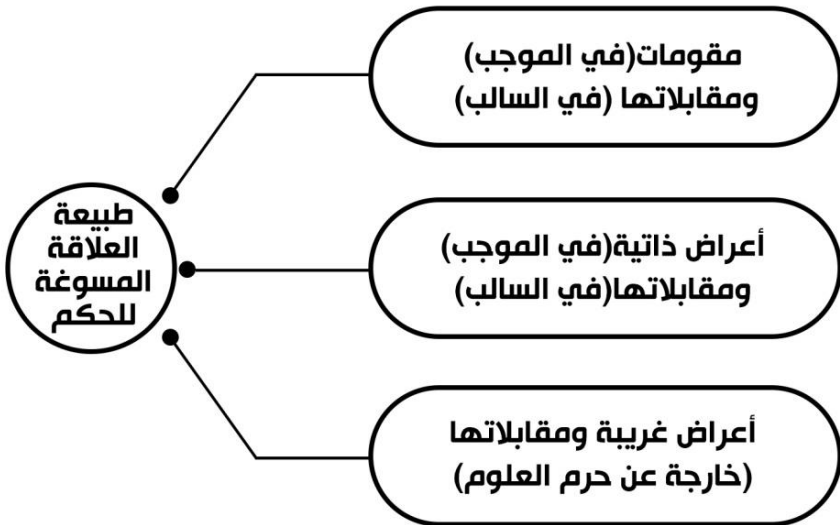 طبيعة
العلاقة
المسوغة
للحكم
مقومات(في الموجب)
ومقابلاتها (في السالب)
أعراض ذاتية(في الموجب)
ومقابلاتها(في السالب)
أعراض غريبة ومقابلاتها
(خارجة عن حرم العلوم)